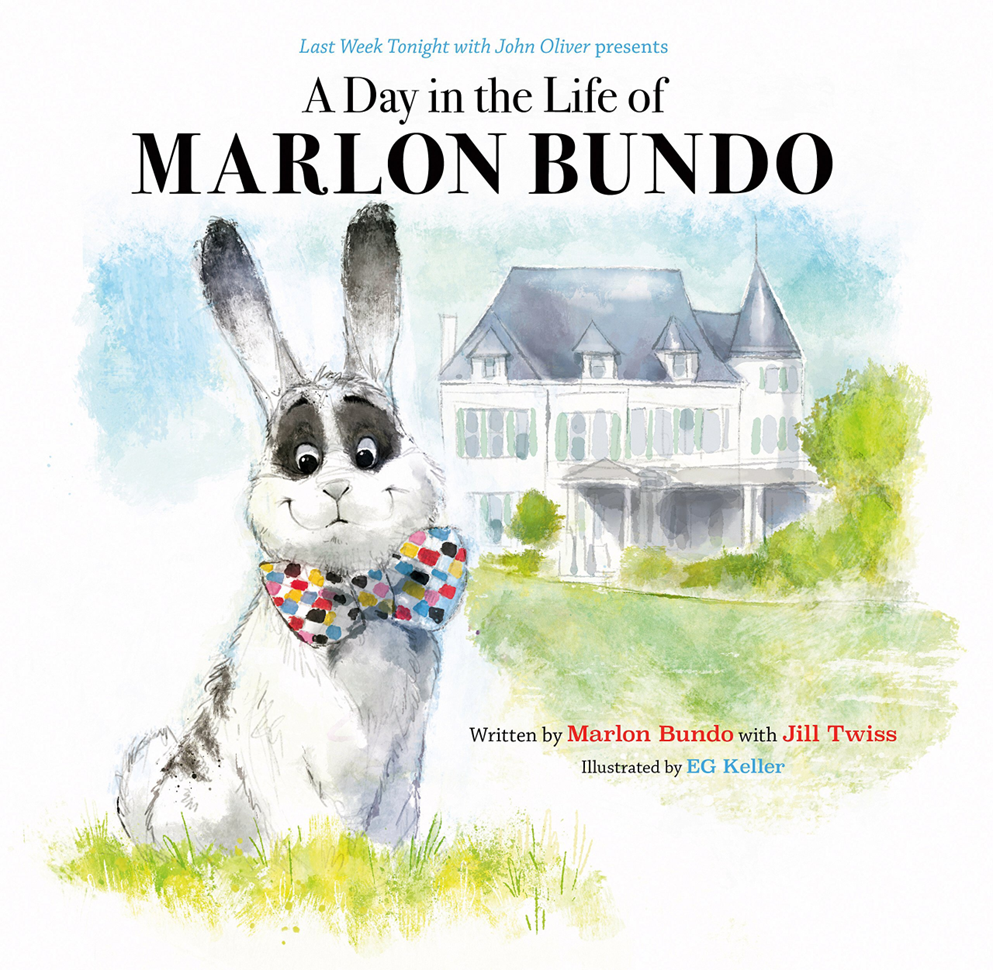 Last Week Tonight with John Oliver presents
A Day in the Life of
MARLON BUNDO
Written by Marlon Bundo with Jill Twiss
Illustrated by EG Keller